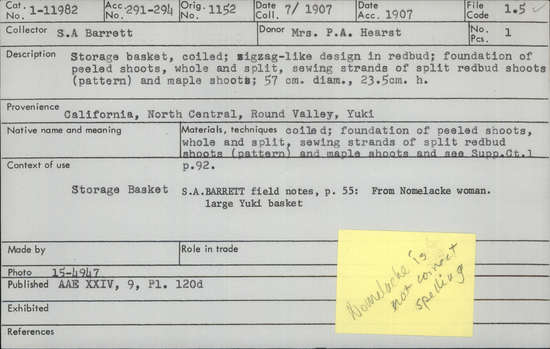 Cat. No. 1-11982 Acc. No. 291-294 Orig. No. 1152 Date Coll. 7/ 1907 Date Acc. 1907 File Code 1.5
Collector S.A Barrett Donor Mrs. P.A. Hearst No. Pcs. 1
Description Storage basket, coiled; zigzag-like design in redbud; foundation of
peeled shoots, whole and split, sewing strands of split redbud shoots
(pattern) and maple shoots; 57 cm. diam., 23.5cm. h.
Provenience California, North Central, Round Valley, Yuki
Native name and meaning
Materials, techniques coiled; foundation of peeled shoots,
whole and split, sewing strands of split redbud
shoots (pattern) and maple shoots and see Supp.Ct.1
p.92.
Context of use
Storage Basket S.A.BARRETT field notes, p. 55: From Nomelacke woman.
large Yuki basket
Made by Role in trade
Photo 15-4947
Published AAE XXIV, 9, Pl. 120d
Exhibited
References
Nomelacke is
not correct
spelling